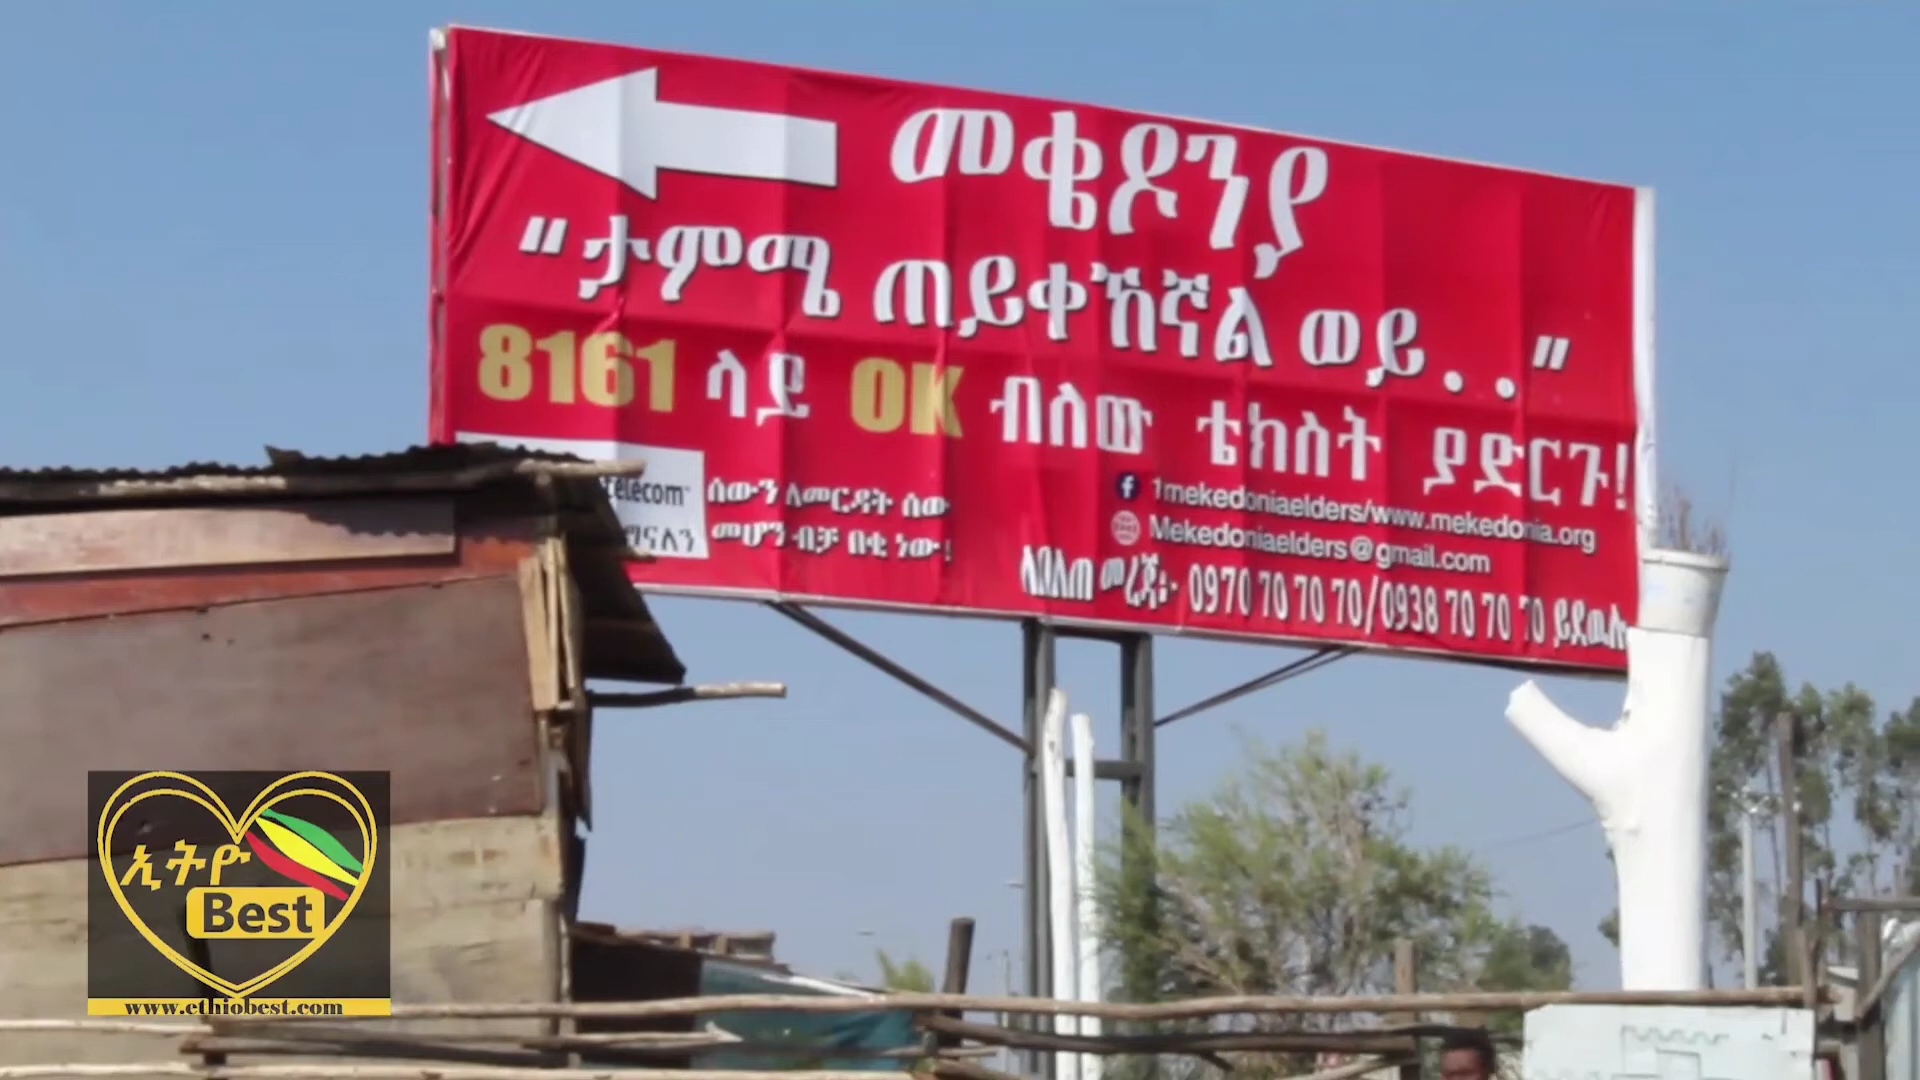 መቄዶንያ
"ታምሜ ጠይቀኸኛል ወይ . . "
8161 ላይ OK ብለው ቴክስት ያድርጉ!
telecom
ሰውን ለመርዳት ሰው
መሆን ብቻ በቂ ነው!
1mekedoniaelders/www.mekedonia.org
Mekedoniaelders@gmail.com
ለበለጠ መረጃ፡- 0970 70 70 70/0938 70 70 70 ይደዉሉ
ኢትዮ
Best
www.ethiobest.com